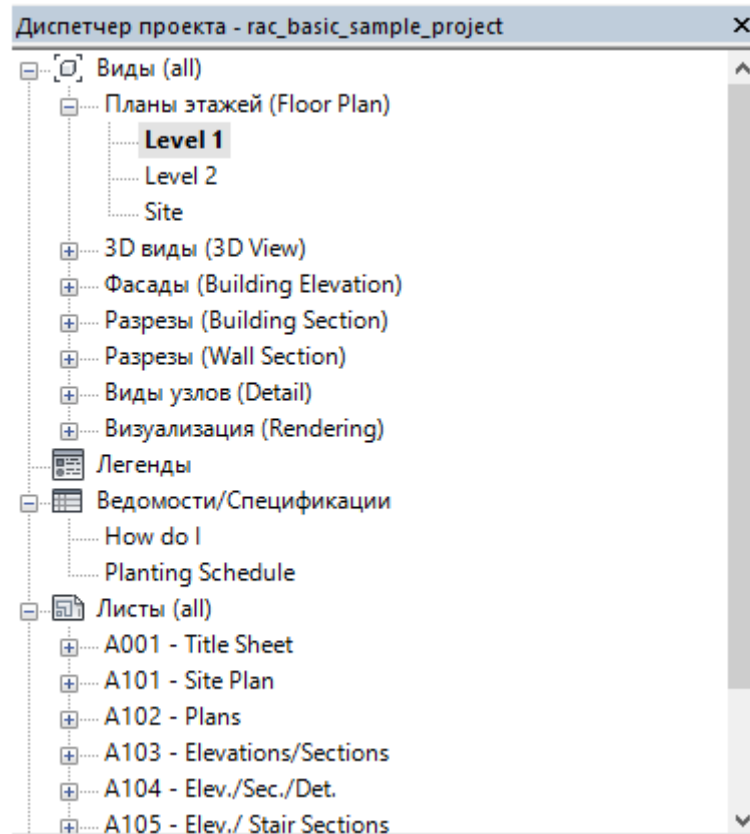 Диспетчер проекта - rac_basic_sample_project
Виды (all)
Планы этажей (Floor Plan)
Level 1
Level 2
Site
3D виды (3D View)
Фасады (Building Elevation)
Разрезы (Building Section)
Разрезы (Wall Section)
Виды узлов (Detail)
Визуализация (Rendering)
Легенды
Ведомости/Спецификации
How do I
Planting Schedule
Листы (all)
A001 - Title Sheet
A101 - Site Plan
A102 - Plans
A103 - Elevations/Sections
A104 - Elev./Sec./Det.
A105 - Elev./ Stair Sections